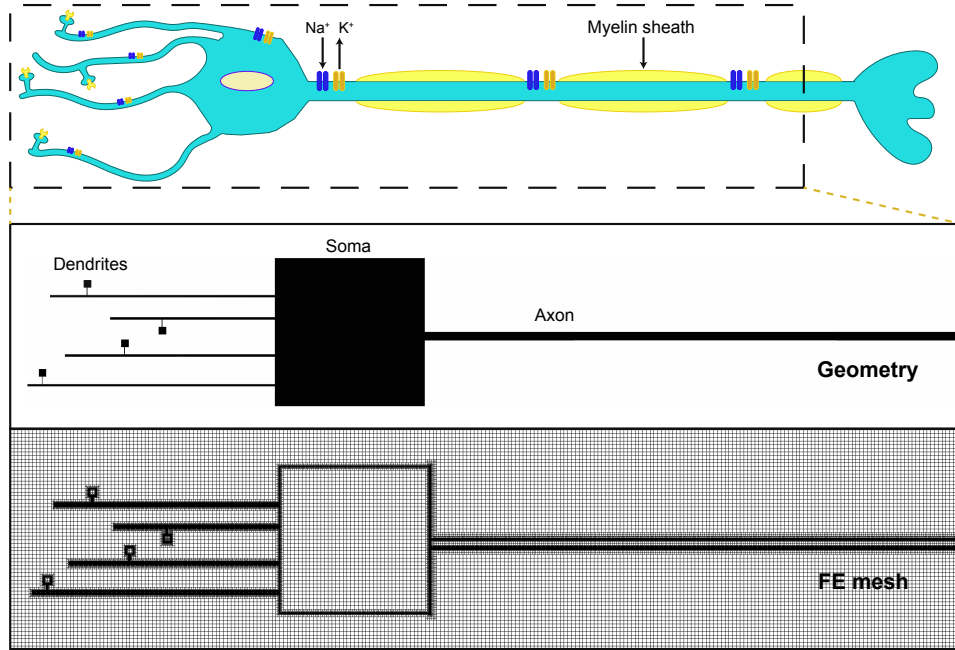 Na⁺ K⁺ Myelin sheath
Soma
Dendrites
Axon
Geometry
FE mesh